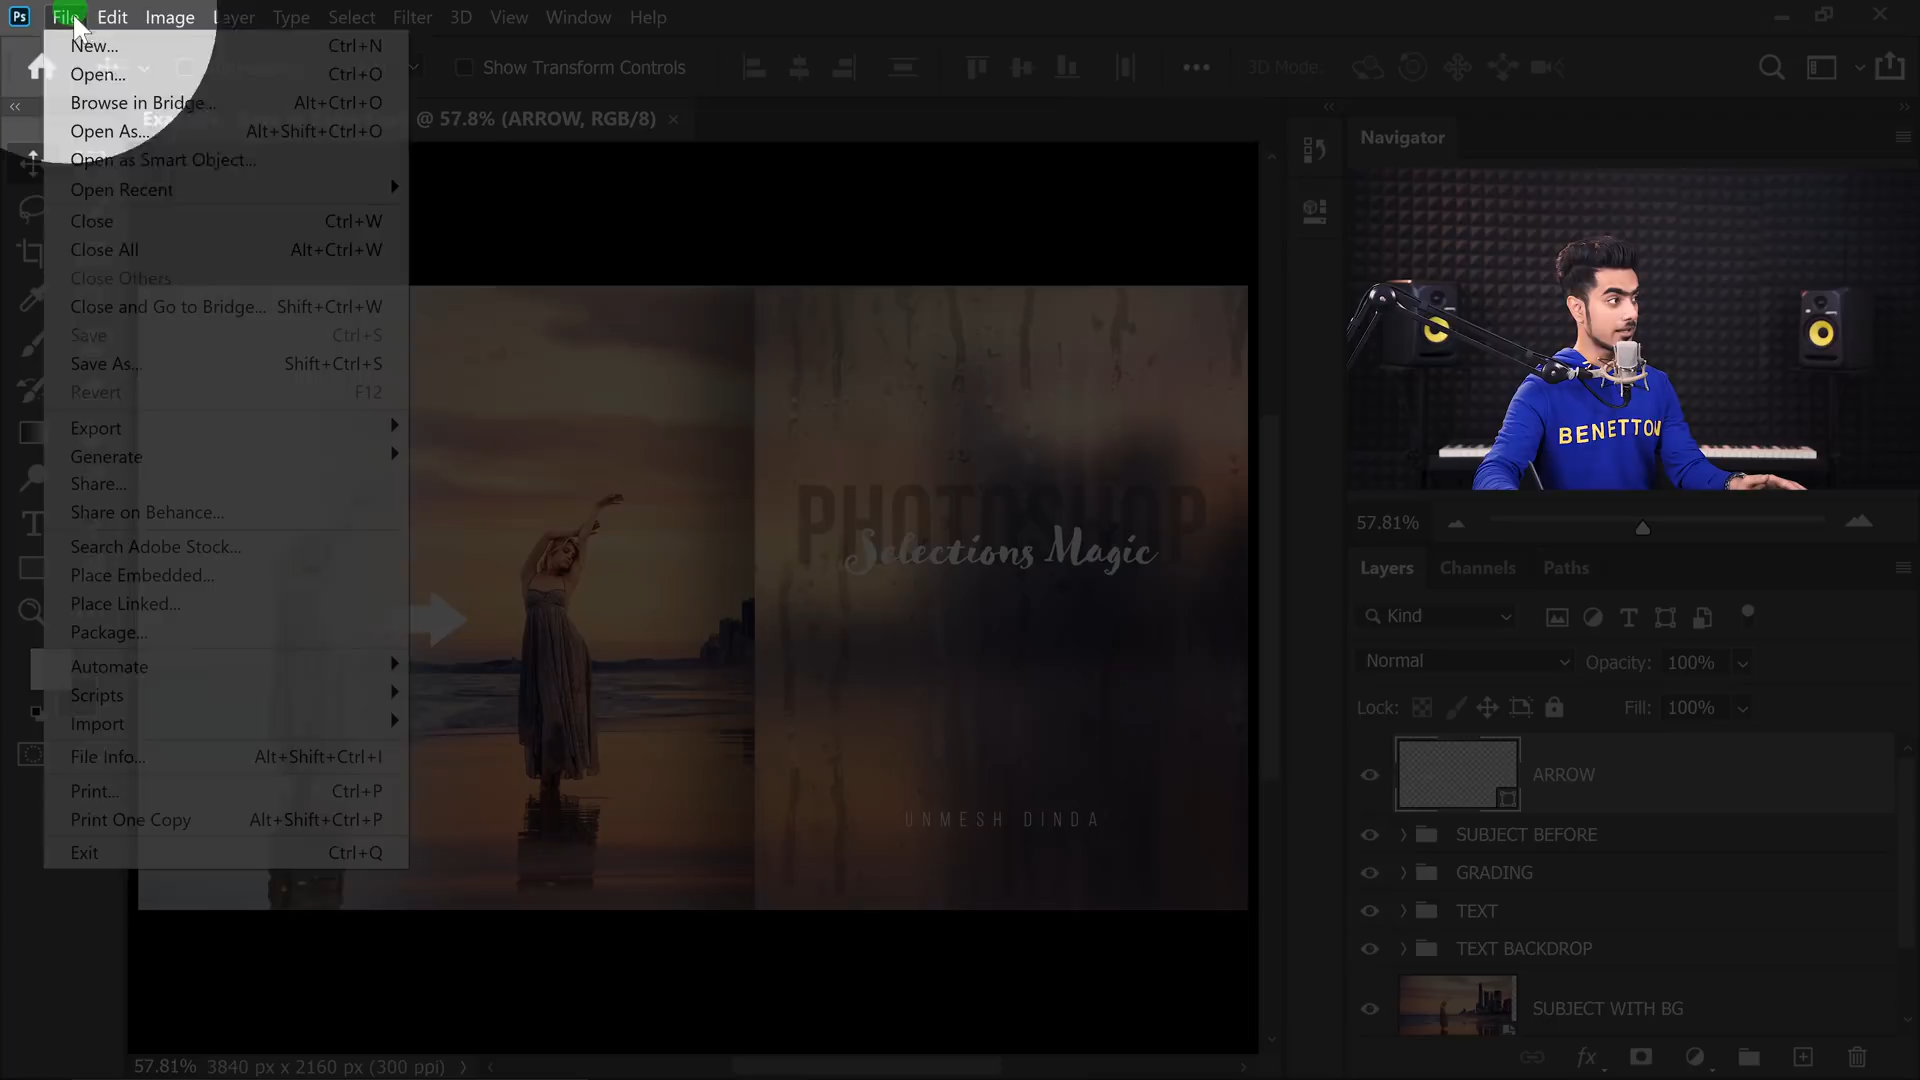 Ps File Edit Image Layer Type Select Filter 3D View Window Help
Show Transform Controls
3D Mode:
@ 57.8% (ARROW, RGB/8) ×
New... Ctrl+N
Open... Ctrl+O
Browse in Bridge... Alt+Ctrl+O
Open As... Alt+Shift+Ctrl+O
Open as Smart Object...
Open Recent
Close Ctrl+W
Close All Alt+Ctrl+W
Close Others
Close and Go to Bridge... Shift+Ctrl+W
Save Ctrl+S
Save As... Shift+Ctrl+S
Revert F12
Export
Generate
Share...
Share on Behance...
Search Adobe Stock...
Place Embedded...
Place Linked...
Package...
Automate
Scripts
Import
File Info... Alt+Shift+Ctrl+I
Print... Ctrl+P
Print One Copy Alt+Shift+Ctrl+P
Exit Ctrl+Q
PHOTOSHOP
Selections Magic
UNMESH DINDA
57.81% 3840 px x 2160 px (300 ppi)
Navigator
BENETTON
57.81%
Layers Channels Paths
Kind
Normal Opacity: 100%
Lock: Fill: 100%
ARROW
SUBJECT BEFORE
GRADING
TEXT
TEXT BACKDROP
SUBJECT WITH BG
fx